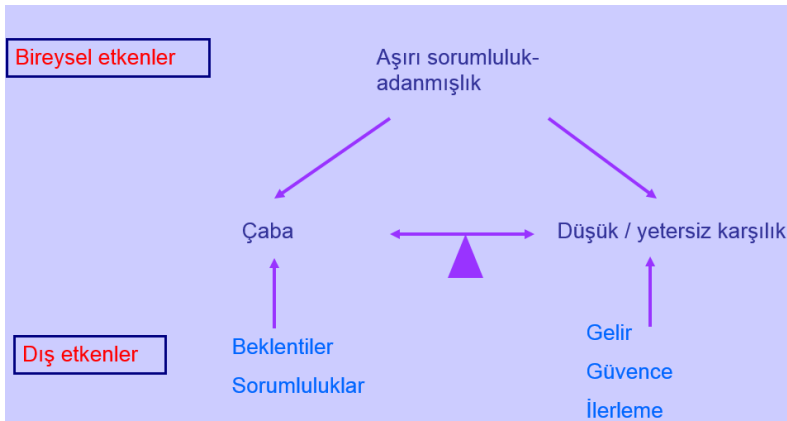 Bireysel etkenler
Aşırı sorumluluk-
adanmışlık
Çaba
Düşük / yetersiz karşılık
Dış etkenler
Beklentiler
Sorumluluklar
Gelir
Güvence
İlerleme